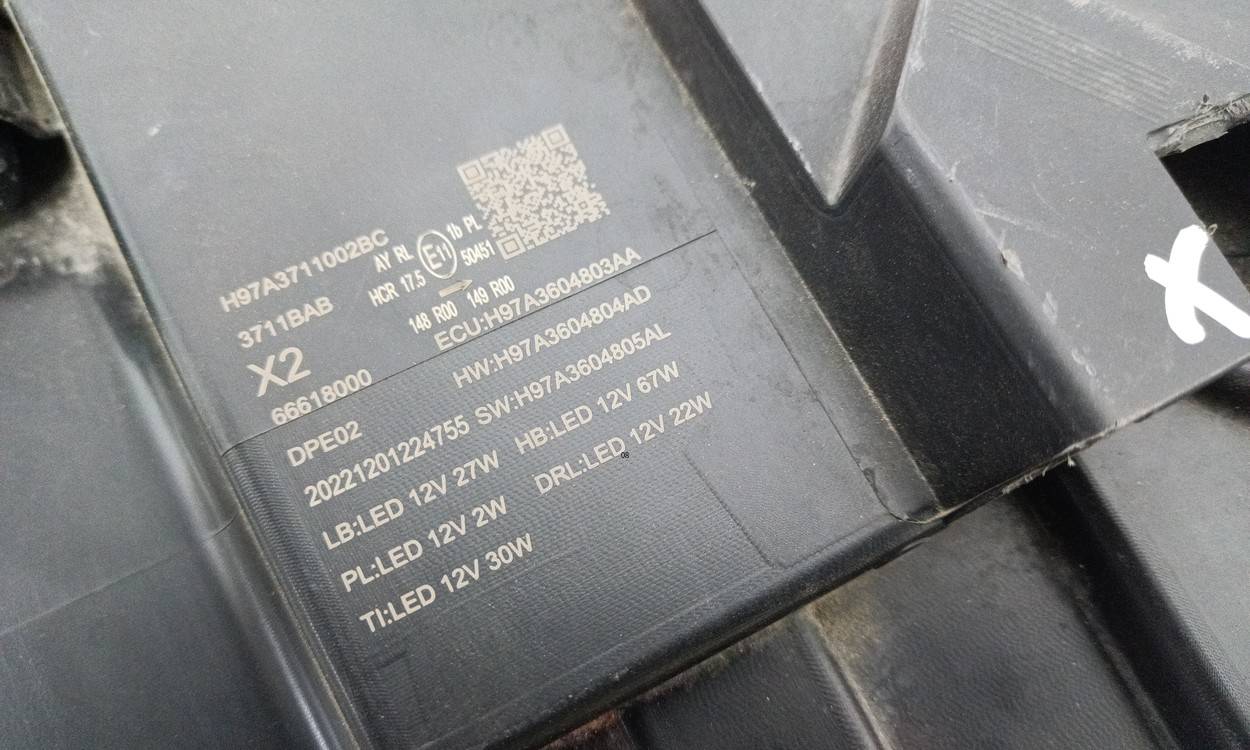 H97A3711002BC
AY RL E11 1b PL
3711BAB
HCR 17.5 50451
X2
148 R00 149 R00
66618000
ECU:H97A3604803AA
DPE02
HW:H97A3604804AD
20221201224755 SW:H97A3604805AL
LB:LED 12V 27W HB:LED 12V 67W
PL:LED 12V 2W DRL:LED 12V 22W
TI:LED 12V 30W
08
X